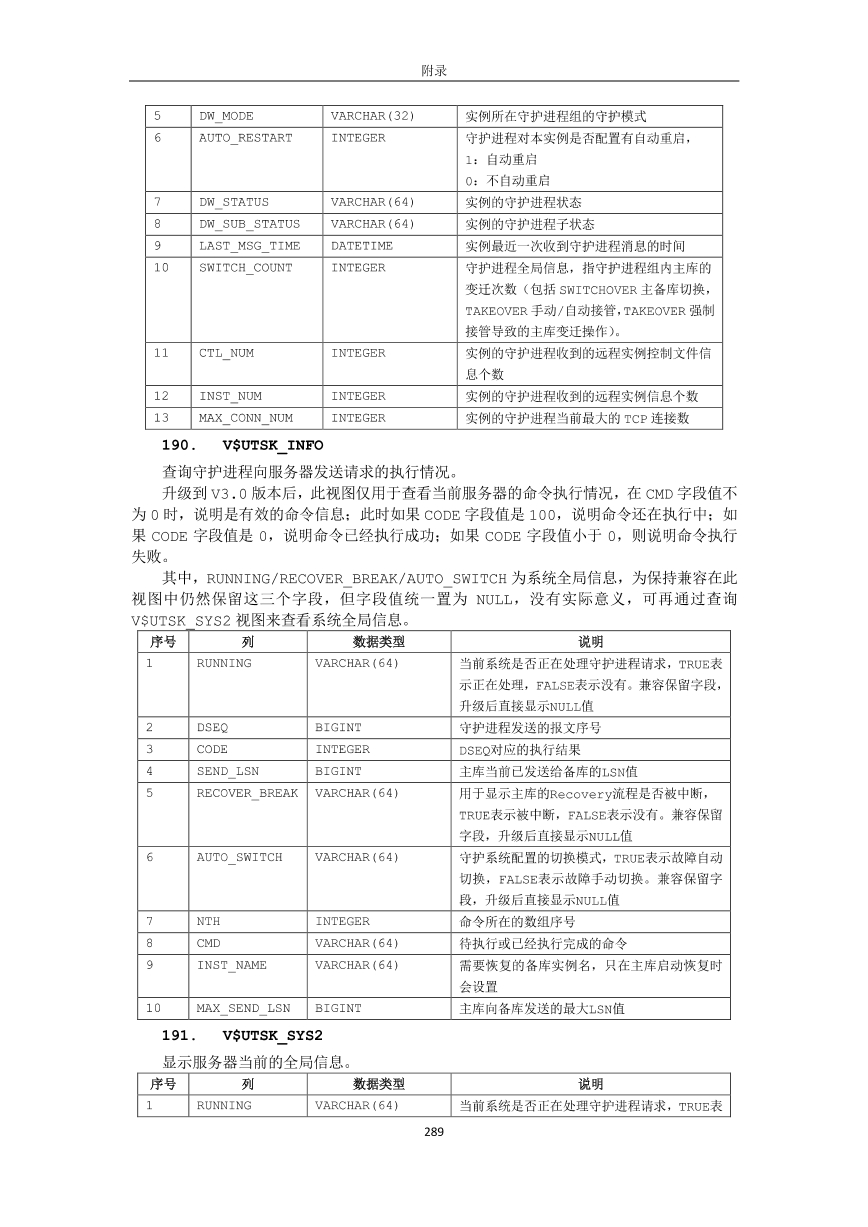 附录
5 DW_MODE VARCHAR(32) 实例所在守护进程组的守护模式
6 AUTO_RESTART INTEGER 守护进程对本实例是否配置有自动重启，
1：自动重启
0：不自动重启
7 DW_STATUS VARCHAR(64) 实例的守护进程状态
8 DW_SUB_STATUS VARCHAR(64) 实例的守护进程子状态
9 LAST_MSG_TIME DATETIME 实例最近一次收到守护进程消息的时间
10 SWITCH_COUNT INTEGER 守护进程全局信息，指守护进程组内主库的
变迁次数（包括 SWITCHOVER 主备库切换，
TAKEOVER 手动/自动接管，TAKEOVER 强制
接管导致的主库变迁操作）。
11 CTL_NUM INTEGER 实例的守护进程收到的远程实例控制文件信
息个数
12 INST_NUM INTEGER 实例的守护进程收到的远程实例信息个数
13 MAX_CONN_NUM INTEGER 实例的守护进程当前最大的 TCP 连接数
190. V$UTSK_INFO
查询守护进程向服务器发送请求的执行情况。
升级到 V3.0 版本后，此视图仅用于查看当前服务器的命令执行情况，在 CMD 字段值不
为 0 时，说明是有效的命令信息；此时如果 CODE 字段值是 100，说明命令还在执行中；如
果 CODE 字段值是 0，说明命令已经执行成功；如果 CODE 字段值小于 0，则说明命令执行
失败。
其中，RUNNING/RECOVER_BREAK/AUTO_SWITCH 为系统全局信息，为保持兼容在此
视图中仍然保留这三个字段，但字段值统一置为 NULL，没有实际意义，可再通过查询
V$UTSK_SYS2 视图来查看系统全局信息。
序号 列 数据类型 说明
1 RUNNING VARCHAR(64) 当前系统是否正在处理守护进程请求，TRUE表
示正在处理，FALSE表示没有。兼容保留字段，
升级后直接显示NULL值
2 DSEQ BIGINT 守护进程发送的报文序号
3 CODE INTEGER DSEQ对应的执行结果
4 SEND_LSN BIGINT 主库当前已发送给备库的LSN值
5 RECOVER_BREAK VARCHAR(64) 用于显示主库的Recovery流程是否被中断，
TRUE表示被中断，FALSE表示没有。兼容保留
字段，升级后直接显示NULL值
6 AUTO_SWITCH VARCHAR(64) 守护系统配置的切换模式，TRUE表示故障自动
切换，FALSE表示故障手动切换。兼容保留字
段，升级后直接显示NULL值
7 NTH INTEGER 命令所在的数组序号
8 CMD VARCHAR(64) 待执行或已经执行完成的命令
9 INST_NAME VARCHAR(64) 需要恢复的备库实例名，只在主库启动恢复时
会设置
10 MAX_SEND_LSN BIGINT 主库向备库发送的最大LSN值
191. V$UTSK_SYS2
显示服务器当前的全局信息。
序号 列 数据类型 说明
1 RUNNING VARCHAR(64) 当前系统是否正在处理守护进程请求，TRUE表
289